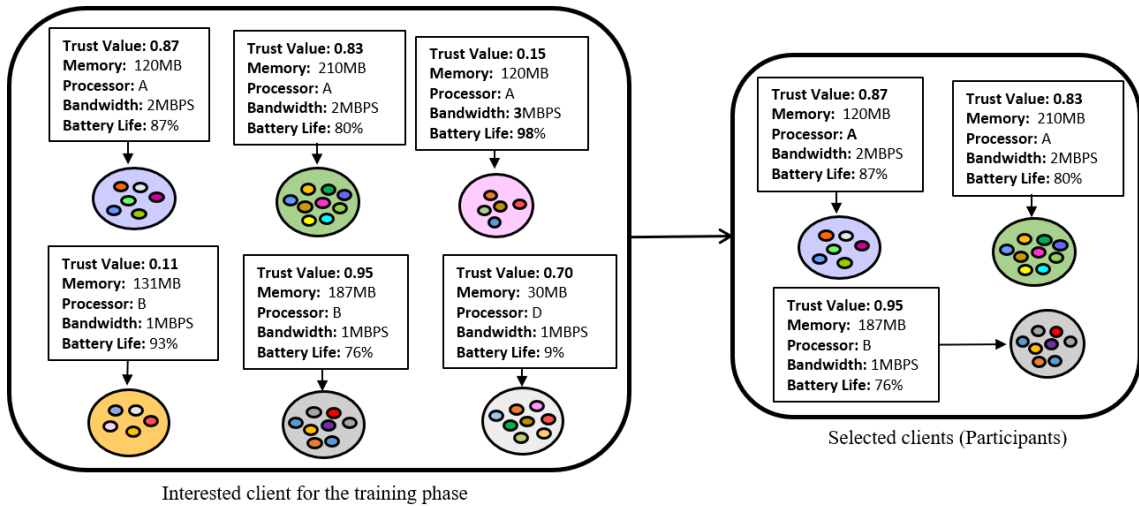 Trust Value: 0.87
Memory: 120MB
Processor: A
Bandwidth: 2MBPS
Battery Life: 87%
Trust Value: 0.83
Memory: 210MB
Processor: A
Bandwidth: 2MBPS
Battery Life: 80%
Trust Value: 0.15
Memory: 120MB
Processor: A
Bandwidth: 3MBPS
Battery Life: 98%
Trust Value: 0.11
Memory: 131MB
Processor: B
Bandwidth: 1MBPS
Battery Life: 93%
Trust Value: 0.95
Memory: 187MB
Processor: B
Bandwidth: 1MBPS
Battery Life: 76%
Trust Value: 0.70
Memory: 30MB
Processor: D
Bandwidth: 1MBPS
Battery Life: 9%
Interested client for the training phase
Trust Value: 0.87
Memory: 120MB
Processor: A
Bandwidth: 2MBPS
Battery Life: 87%
Trust Value: 0.83
Memory: 210MB
Processor: A
Bandwidth: 2MBPS
Battery Life: 80%
Trust Value: 0.95
Memory: 187MB
Processor: B
Bandwidth: 1MBPS
Battery Life: 76%
Selected clients (Participants)